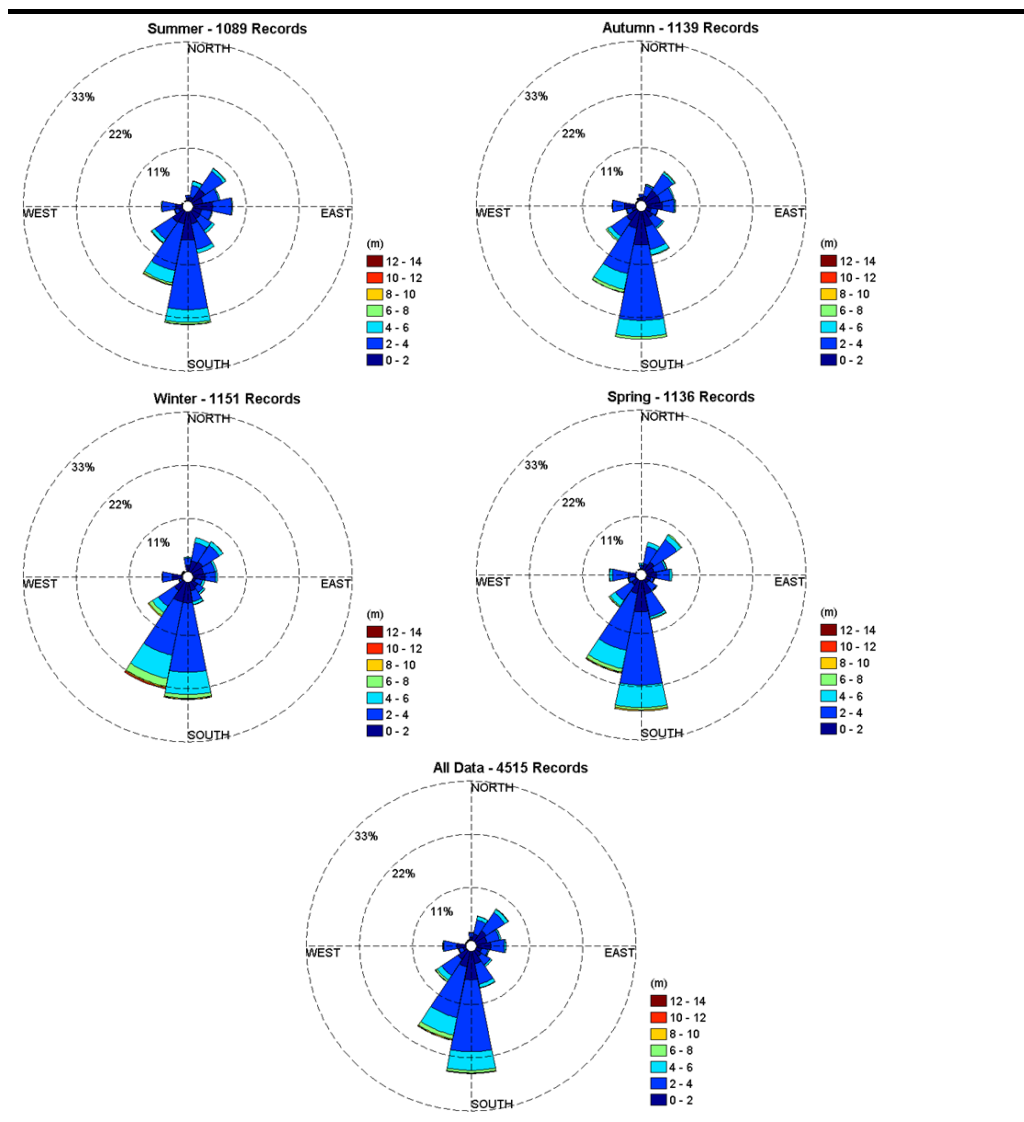 Summer - 1089 Records
NORTH
33%
22%
11%
WEST
EAST
SOUTH
(m)
12 - 14
10 - 12
8 - 10
6 - 8
4 - 6
2 - 4
0 - 2
Autumn - 1139 Records
NORTH
33%
22%
11%
WEST
EAST
SOUTH
(m)
12 - 14
10 - 12
8 - 10
6 - 8
4 - 6
2 - 4
0 - 2
Winter - 1151 Records
NORTH
33%
22%
11%
WEST
EAST
SOUTH
(m)
12 - 14
10 - 12
8 - 10
6 - 8
4 - 6
2 - 4
0 - 2
Spring - 1136 Records
NORTH
33%
22%
11%
WEST
EAST
SOUTH
(m)
12 - 14
10 - 12
8 - 10
6 - 8
4 - 6
2 - 4
0 - 2
All Data - 4515 Records
NORTH
33%
22%
11%
WEST
EAST
SOUTH
(m)
12 - 14
10 - 12
8 - 10
6 - 8
4 - 6
2 - 4
0 - 2